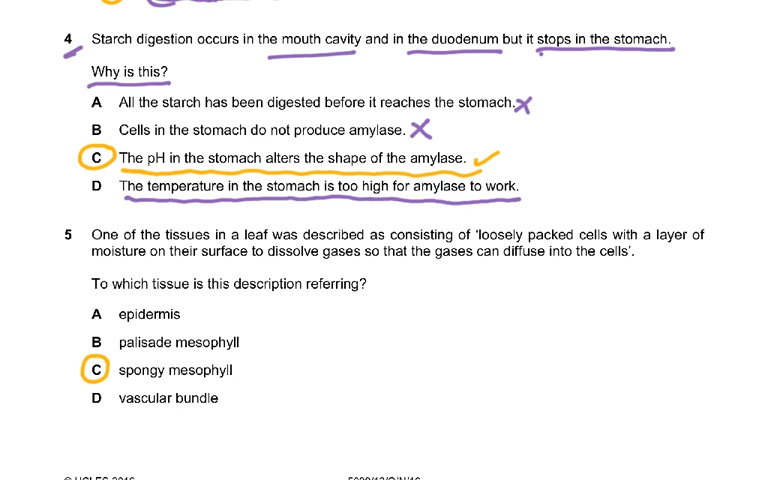 4 Starch digestion occurs in the mouth cavity and in the duodenum but it stops in the stomach.
Why is this?
A All the starch has been digested before it reaches the stomach.
B Cells in the stomach do not produce amylase.
C The pH in the stomach alters the shape of the amylase.
D The temperature in the stomach is too high for amylase to work.
5 One of the tissues in a leaf was described as consisting of ‘loosely packed cells with a layer of
moisture on their surface to dissolve gases so that the gases can diffuse into the cells’.
To which tissue is this description referring?
A epidermis
B palisade mesophyll
C spongy mesophyll
D vascular bundle
© UCLES 2016